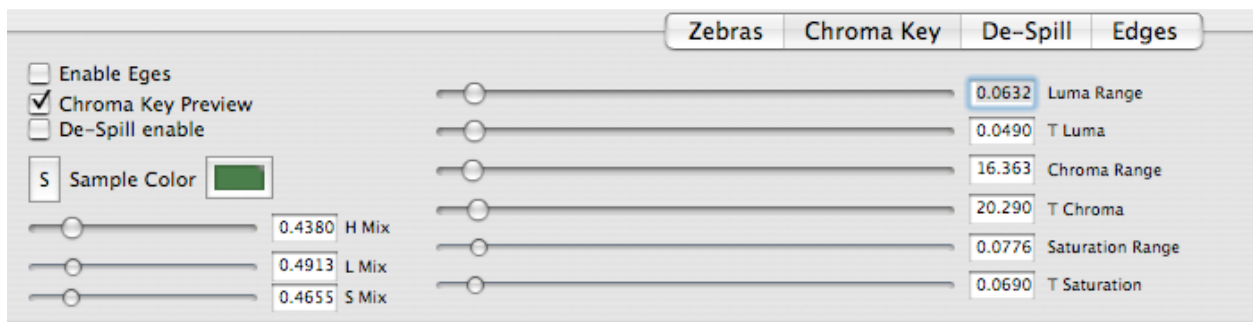 Zebras Chroma Key De-Spill Edges
Enable Eges
Chroma Key Preview
De-Spill enable
S Sample Color
0.4380 H Mix
0.4913 L Mix
0.4655 S Mix
0.0632 Luma Range
0.0490 T Luma
16.363 Chroma Range
20.290 T Chroma
0.0776 Saturation Range
0.0690 T Saturation